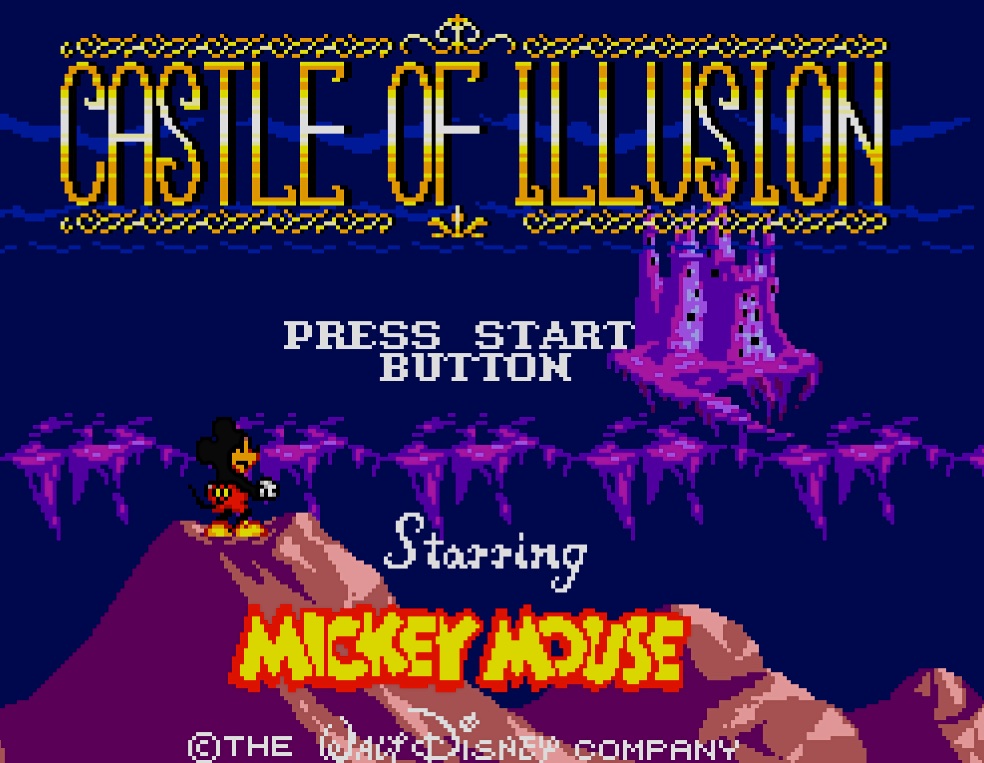 CASTLE OF ILLUSION
PRESS START
BUTTON
Starring
MICKEY MOUSE
©THE WALT DISNEY COMPANY